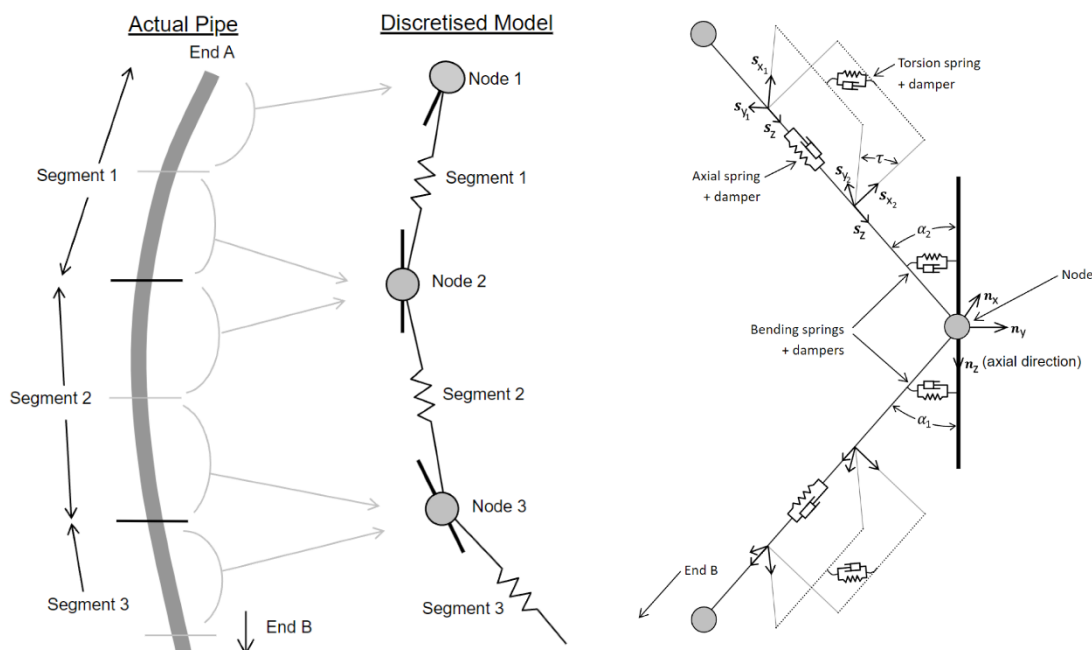 Actual Pipe
End A
Segment 1
Segment 2
Segment 3
End B
Discretised Model
Node 1
Segment 1
Node 2
Segment 2
Node 3
Segment 3
Torsion spring
+ damper
s_x₁
s_y₁
s_z
Axial spring
+ damper
τ
s_y₂
s_x₂
s_z
α₂
Node
n_x
n_y
Bending springs
+ dampers
n_z (axial direction)
α₁
End B